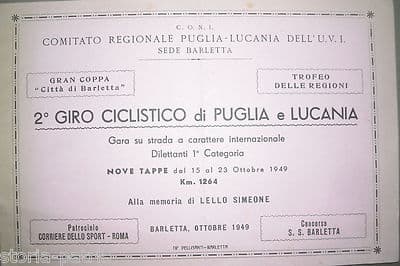 C. O. N. I.
COMITATO REGIONALE PUGLIA-LUCANIA DELL'U. V. I.
SEDE BARLETTA
GRAN COPPA
"Città di Barletta„
TROFEO
DELLE REGIONI
2° GIRO CICLISTICO di PUGLIA e LUCANIA
Gara su strada a carattere internazionale
Dilettanti 1ª Categoria
NOVE TAPPE dal 15 al 23 Ottobre 1949
Km. 1264
Alla memoria di LELLO SIMEONE
Patrocinio
CORRIERE DELLO SPORT - ROMA
BARLETTA, OTTOBRE 1949
Concorso
S. S. BARLETTA
BARLETTA